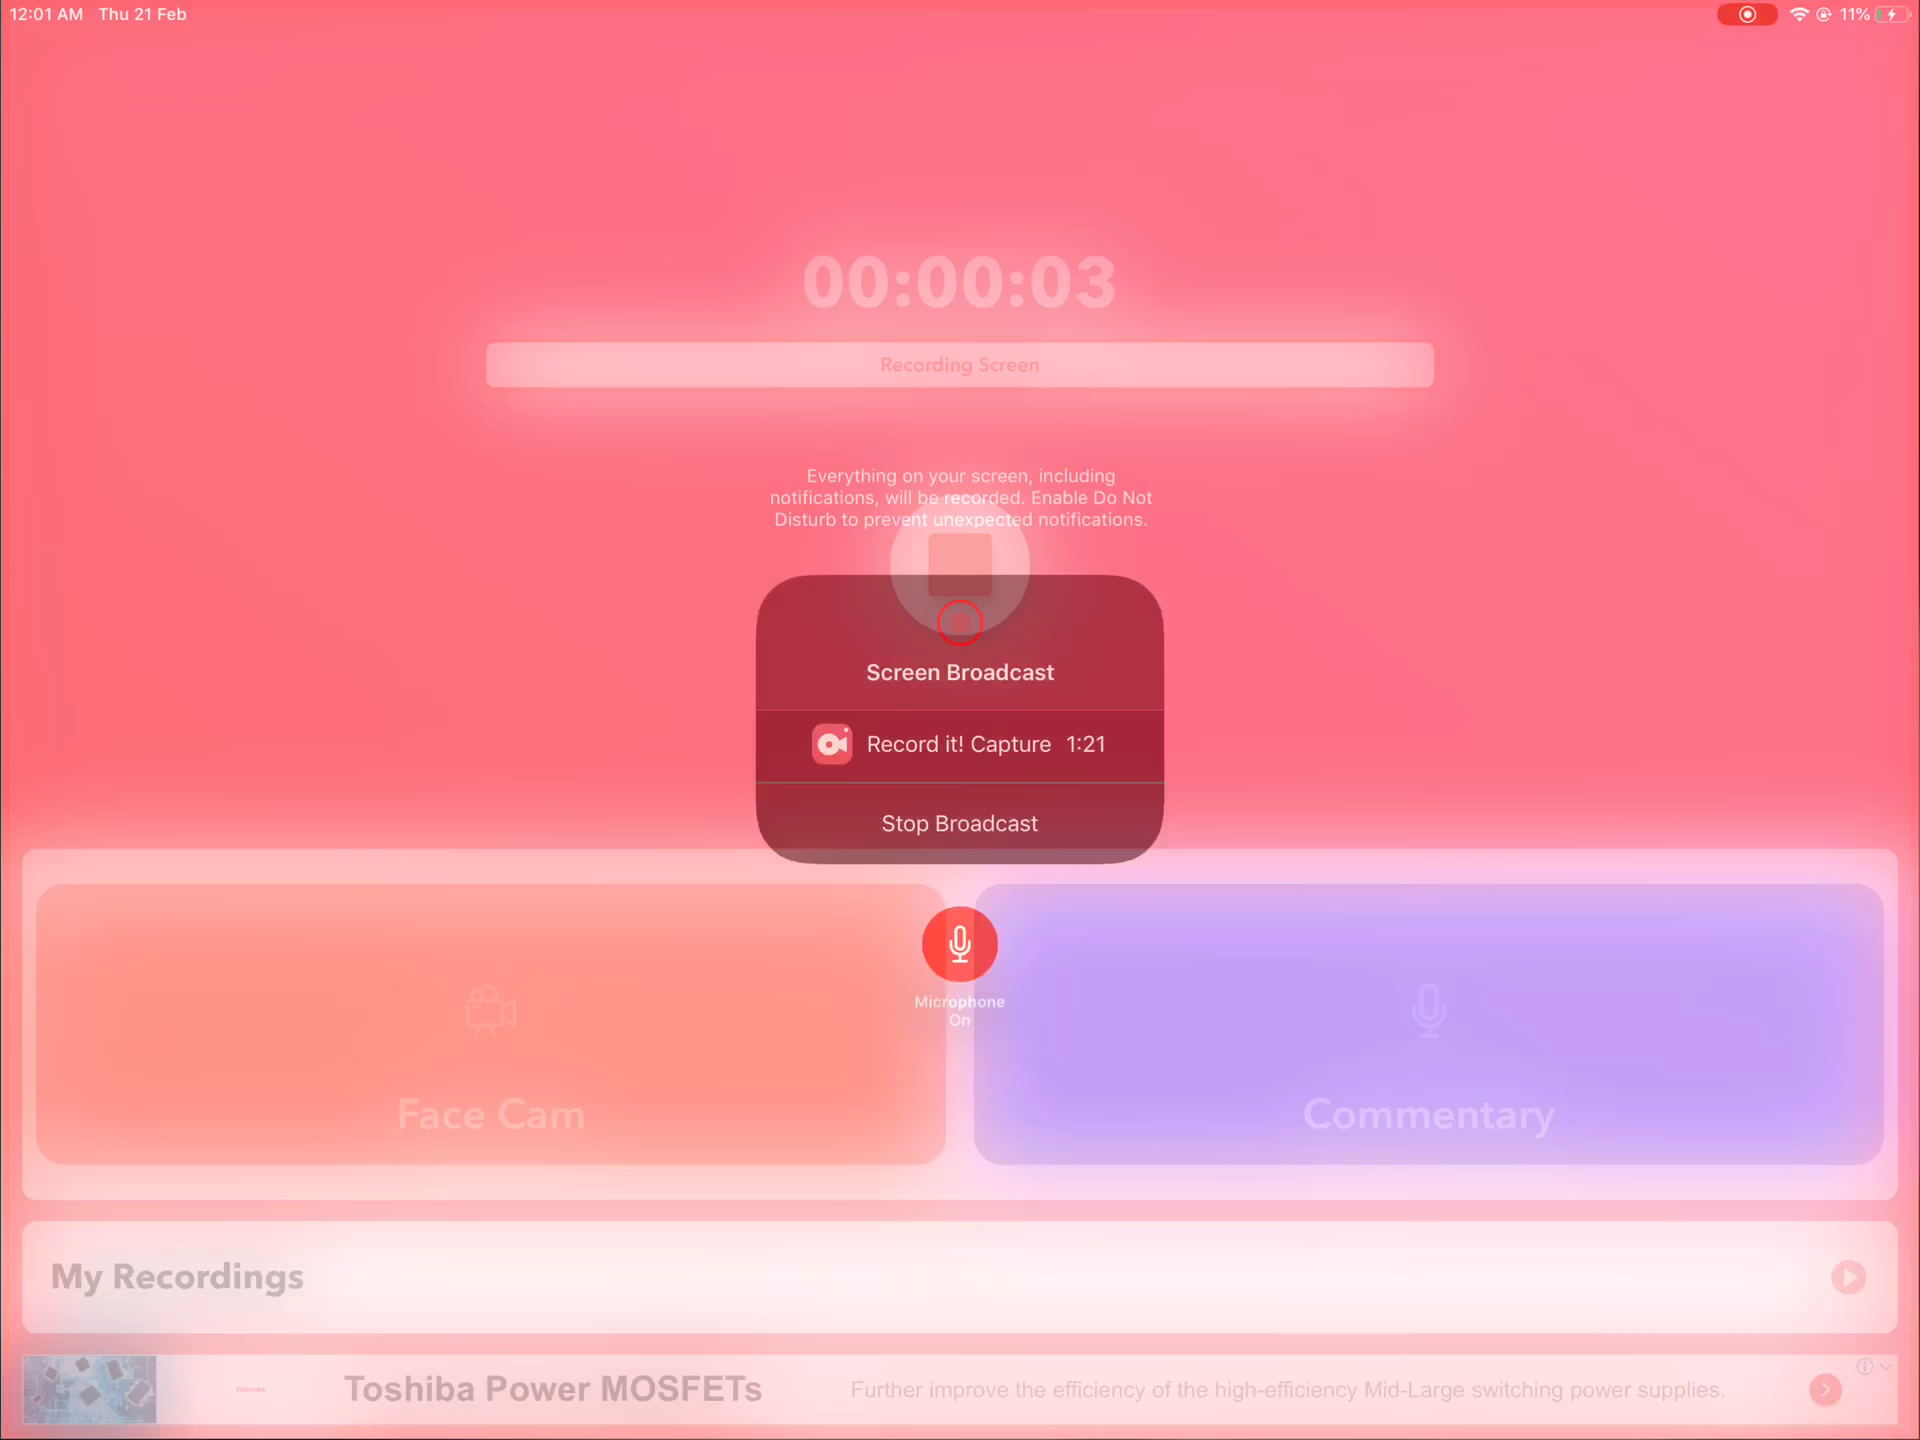 12:01 AM Thu 21 Feb
11%
00:00:03
Recording Screen
Everything on your screen, including
notifications, will be recorded. Enable Do Not
Disturb to prevent unexpected notifications.
Screen Broadcast
Record it! Capture 1:21
Stop Broadcast
Microphone
On
Face Cam
Commentary
My Recordings
TOSHIBA
Toshiba Power MOSFETs
Further improve the efficiency of the high-efficiency Mid-Large switching power supplies.